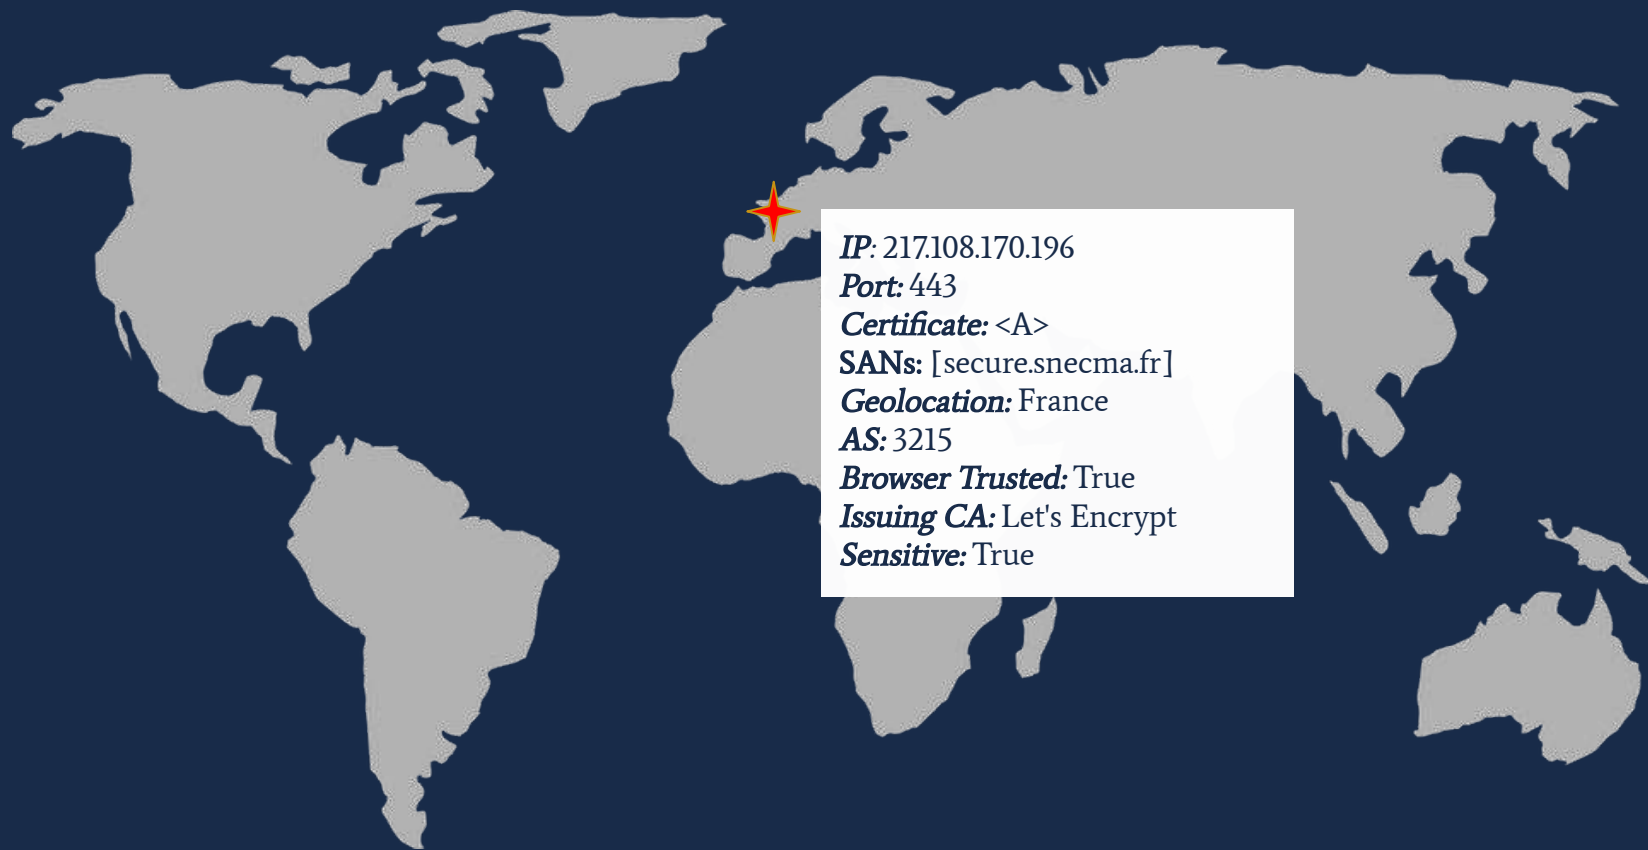 IP: 217.108.170.196
Port: 443
Certificate: <A>
SANs: [secure.snecma.fr]
Geolocation: France
AS: 3215
Browser Trusted: True
Issuing CA: Let's Encrypt
Sensitive: True